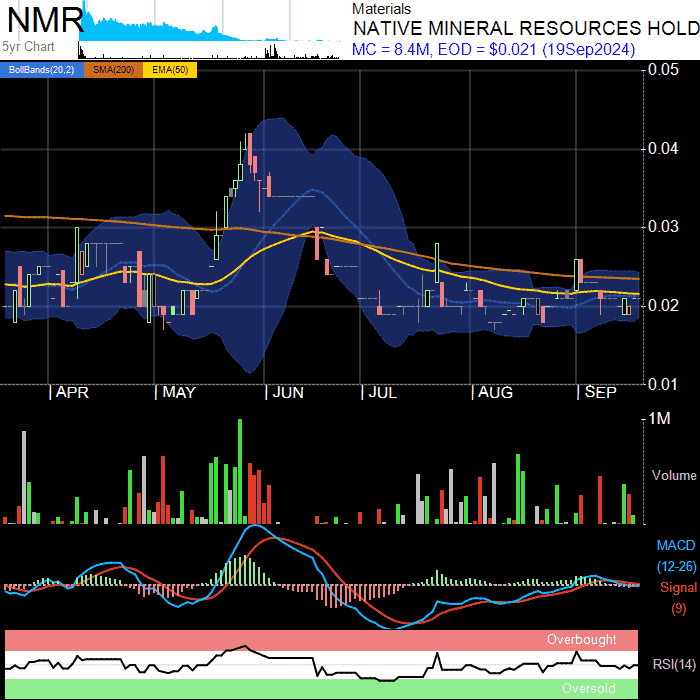 NMR
5yr Chart
Materials
NATIVE MINERAL RESOURCES HOLD
MC = 8.4M, EOD = $0.021 (19Sep2024)
BollBands(20,2) SMA(200) EMA(50)
0.05
0.04
0.03
0.02
0.01
APR MAY JUN JUL AUG SEP
1M
Volume
MACD
(12-26)
Signal
(9)
Overbought
RSI(14)
Oversold